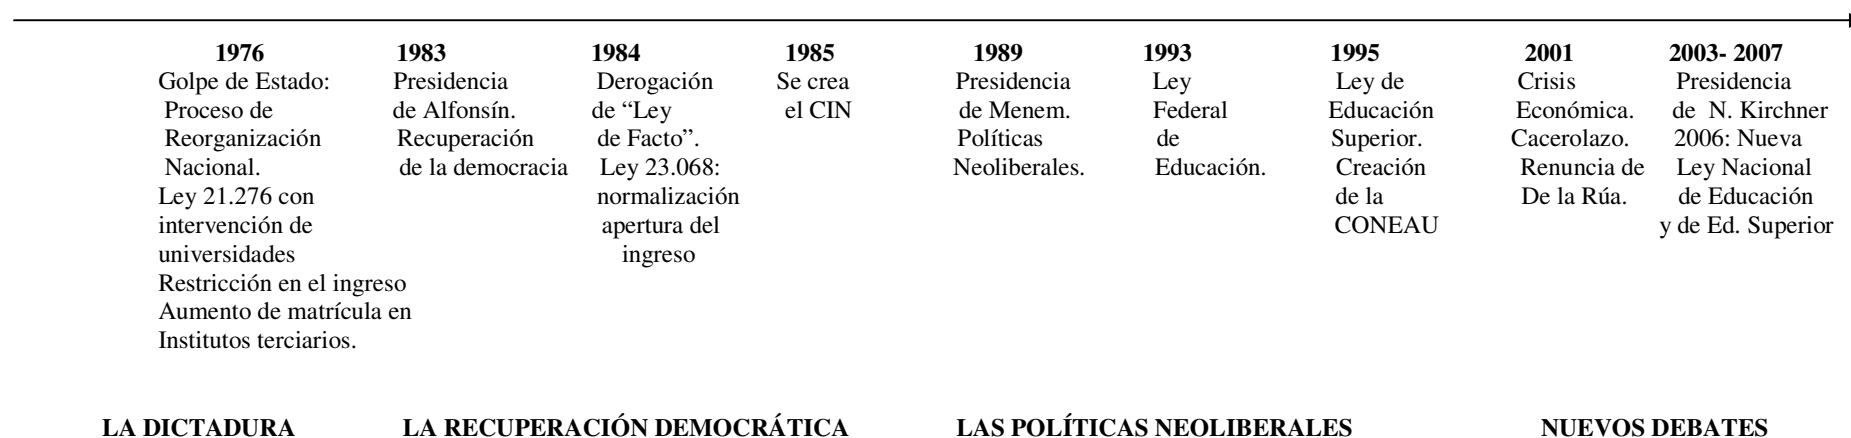 1976
Golpe de Estado:
Proceso de
Reorganización
Nacional.
Ley 21.276 con
intervención de
universidades
Restricción en el ingreso
Aumento de matrícula en
Institutos terciarios.
1983
Presidencia
de Alfonsín.
Recuperación
de la democracia
1984
Derogación
de “Ley
de Facto”.
Ley 23.068:
normalización
apertura del
ingreso
1985
Se crea
el CIN
1989
Presidencia
de Menem.
Políticas
Neoliberales.
1993
Ley
Federal
de
Educación.
1995
Ley de
Educación
Superior.
Creación
de la
CONEAU
2001
Crisis
Económica.
Cacerolazo.
Renuncia de
De la Rúa.
2003- 2007
Presidencia
de N. Kirchner
2006: Nueva
Ley Nacional
de Educación
y de Ed. Superior
LA DICTADURA
LA RECUPERACIÓN DEMOCRÁTICA
LAS POLÍTICAS NEOLIBERALES
NUEVOS DEBATES